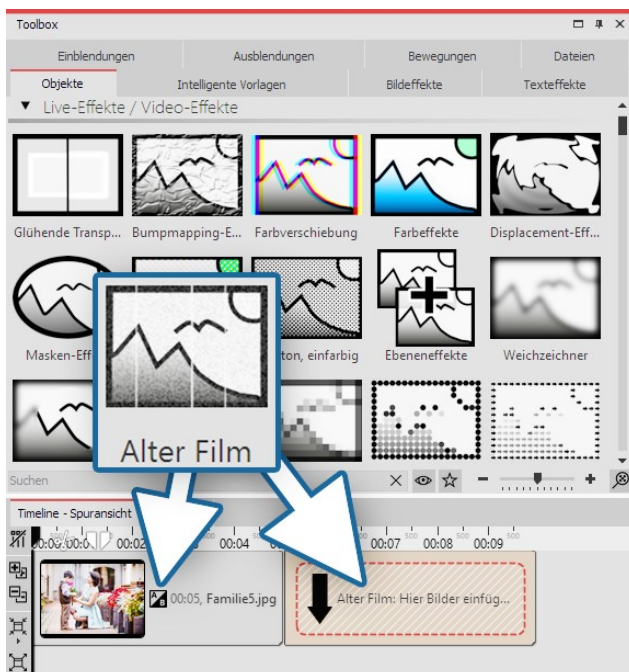 Toolbox
Einblendungen Ausblendungen Bewegungen Dateien
Objekte Intelligente Vorlagen Bildeffekte Texteffekte
Live-Effekte / Video-Effekte
Glühende Transp... Bumpmapping-E... Farbverschiebung Farbeffekte Displacement-Eff...
Masken-Eff ton, einfarbig Ebeneneffekte Weichzeichner
Alter Film
Suchen
Timeline - Spuransicht
00:02 00:04 00:07 00:08 00:09
A B 00:05, Familie5.jpg Alter Film: Hier Bilder einfüg...